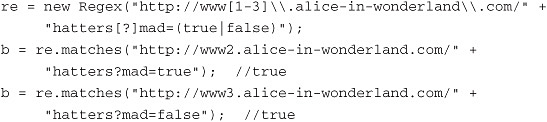 re = new Regex("http://www[1-3]\\.alice-in-wonderland\\.com/" +
"hatters[?]mad=(true|false)");
b = re.matches("http://www2.alice-in-wonderland.com/" +
"hatters?mad=true");  //true
b = re.matches("http://www3.alice-in-wonderland.com/" +
"hatters?mad=false");  //true